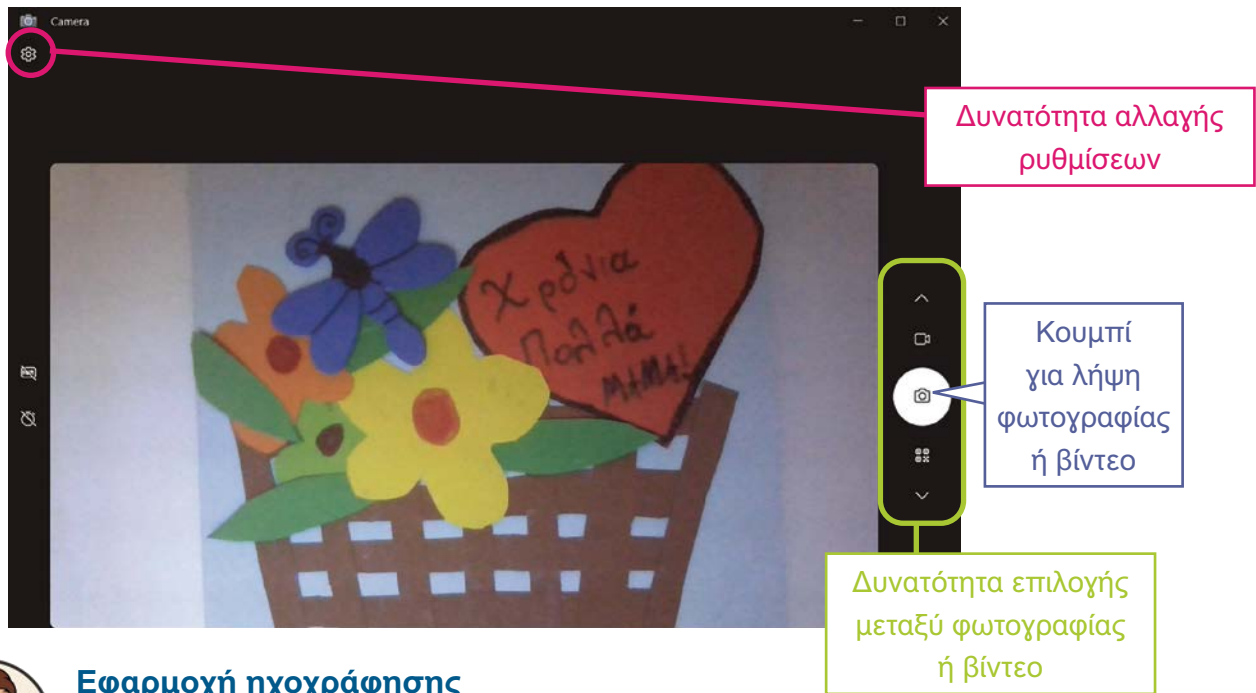 Camera
Δυνατότητα αλλαγής
ρυθμίσεων
Χρόνια
Πολλά
ΜΑΜΑ!
Κουμπί
για λήψη
φωτογραφίας
ή βίντεο
Δυνατότητα επιλογής
μεταξύ φωτογραφίας
ή βίντεο
Εφαρμογή ηχογράφησης